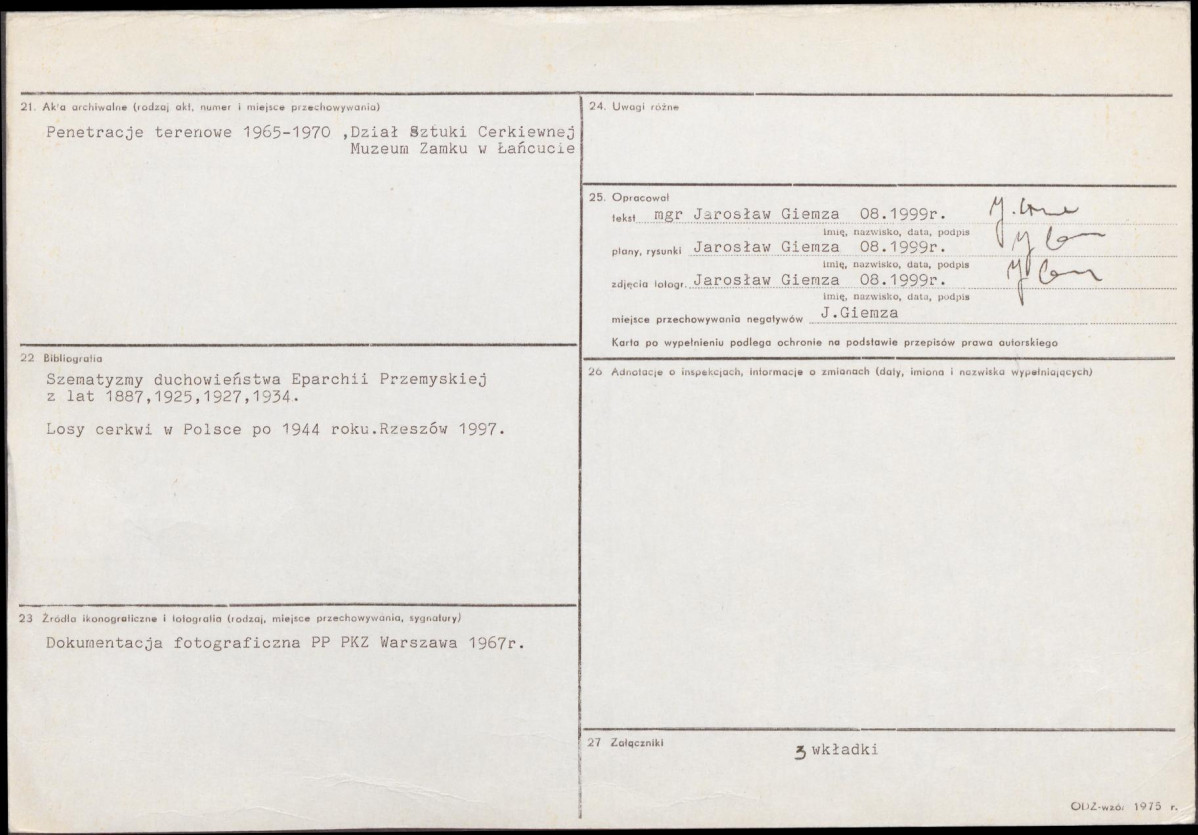 21. Akta archiwalne (rodzaj akt, numer i miejsce przechowywania)
Penetracje terenowe 1965-1970 ,Dział Sztuki Cerkiewnej
Muzeum Zamku w Łańcucie
22 Bibliografia
Szematyzmy duchowieństwa Eparchii Przemyskiej
z lat 1887,1925,1927,1934.
Losy cerkwi w Polsce po 1944 roku.Rzeszów 1997.
23 Źródła ikonograficzne i fotografia (rodzaj, miejsce przechowywania, sygnatury)
Dokumentacja fotograficzna PP PKZ Warszawa 1967r.
24. Uwagi różne
25. Opracował
tekst mgr Jarosław Giemza 08.1999r.
imię, nazwisko, data, podpis
plany, rysunki Jarosław Giemza 08.1999r.
imię, nazwisko, data, podpis
zdjęcia fotogr. Jarosław Giemza 08.1999r.
imię, nazwisko, data, podpis
miejsce przechowywania negatywów J.Giemza
Karta po wypełnieniu podlega ochronie na podstawie przepisów prawa autorskiego
26 Adnotacje o inspekcjach, informacje o zmianach (daty, imiona i nazwiska wypełniających)
27 Załączniki
3 wkładki
ODZ-wzór 1975 r.